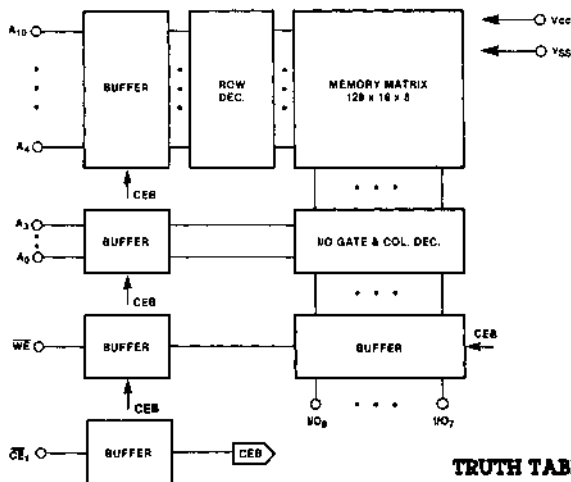 A10
Vcc
VSS
BUFFER
ROW
DEC.
MEMORY MATRIX
128 x 16 x 8
A4
CEB
A3
BUFFER
I/O GATE & COL. DEC.
A0
CEB
WE
BUFFER
BUFFER
CEB
CEB
I/O0
I/O7
CE1
BUFFER
CEB
TRUTH TAB